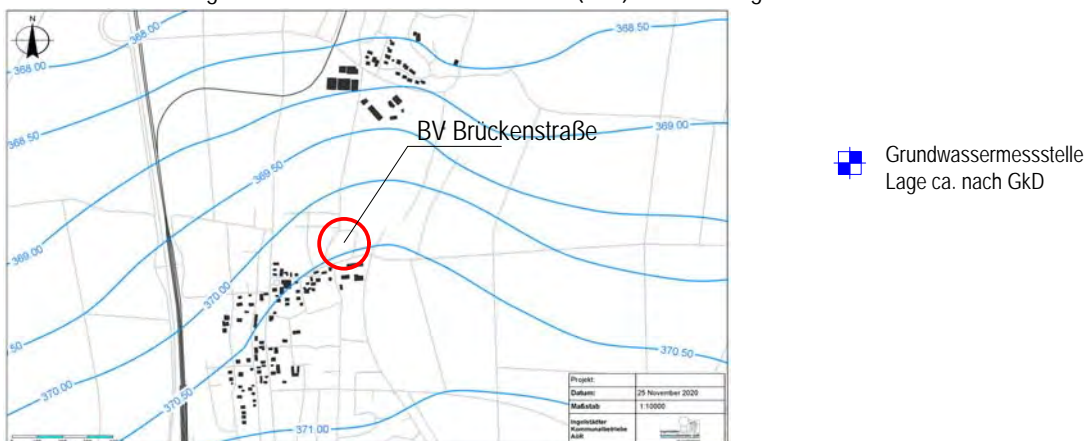 368.50
368.00
368.00
368.50
369.00
BV Brückenstraße
369.50
369.00
370.00
50
370.00
370.50
370.50
371.00
Projekt:
Datum: 25 November 2020
Maßstab 1:10000
Ingolstädter
Kommunalbetriebe
AöR
Grundwassermessstelle
Lage ca. nach GkD